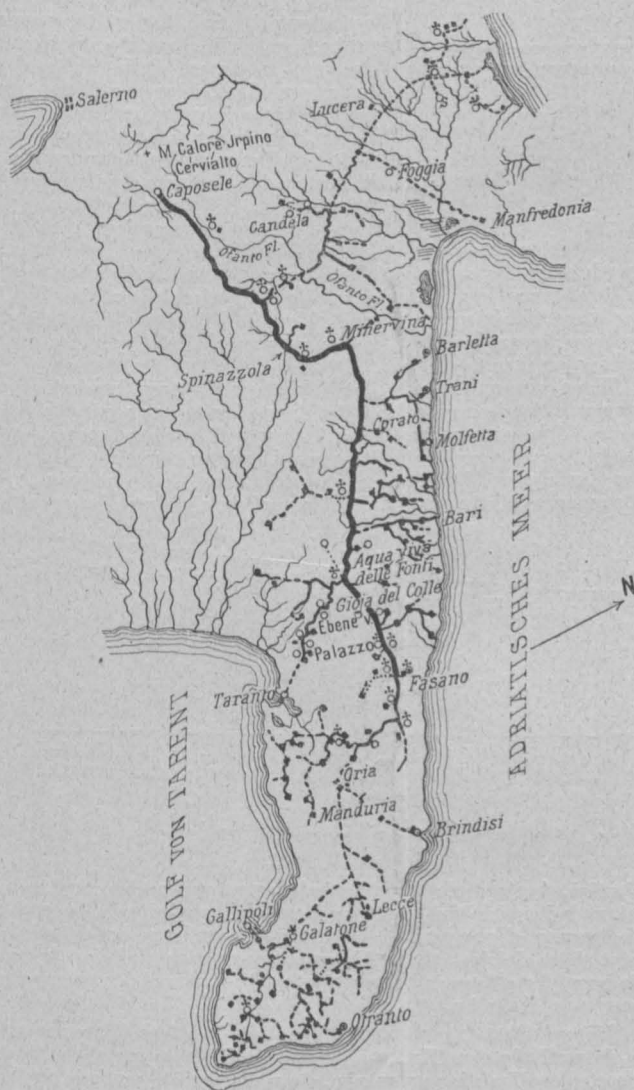 Salerno
Lucera
M. Calore Jrpino
(Cervialto
Caposele
Foggia
Candela
Manfredonia
Ofanto Fl.
Ofanto Fl.
Minervina
Barletta
Spinazzola
Trani
Corato
Molfetta
Bari
Aqua viva
delle Fonti
Gioja del Colle
Ebene v.
Palazzo
Fasano
Taranto
N
ADRIATISCHES MEER
GOLF VON TARENT
Oria
Manduria
Brindisi
Lecce
Gallipoli
Galatone
Otranto